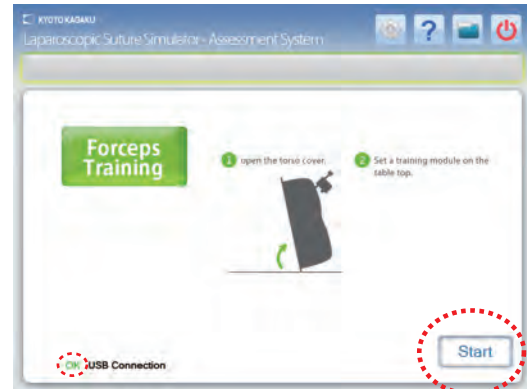 KYOTO KAGAKU
Laparoscopic Suture Simulator - Assessment System
?
Forceps
Training
1 open the torso cover.
2 Set a training module on the
table top.
OK USB Connection
Start